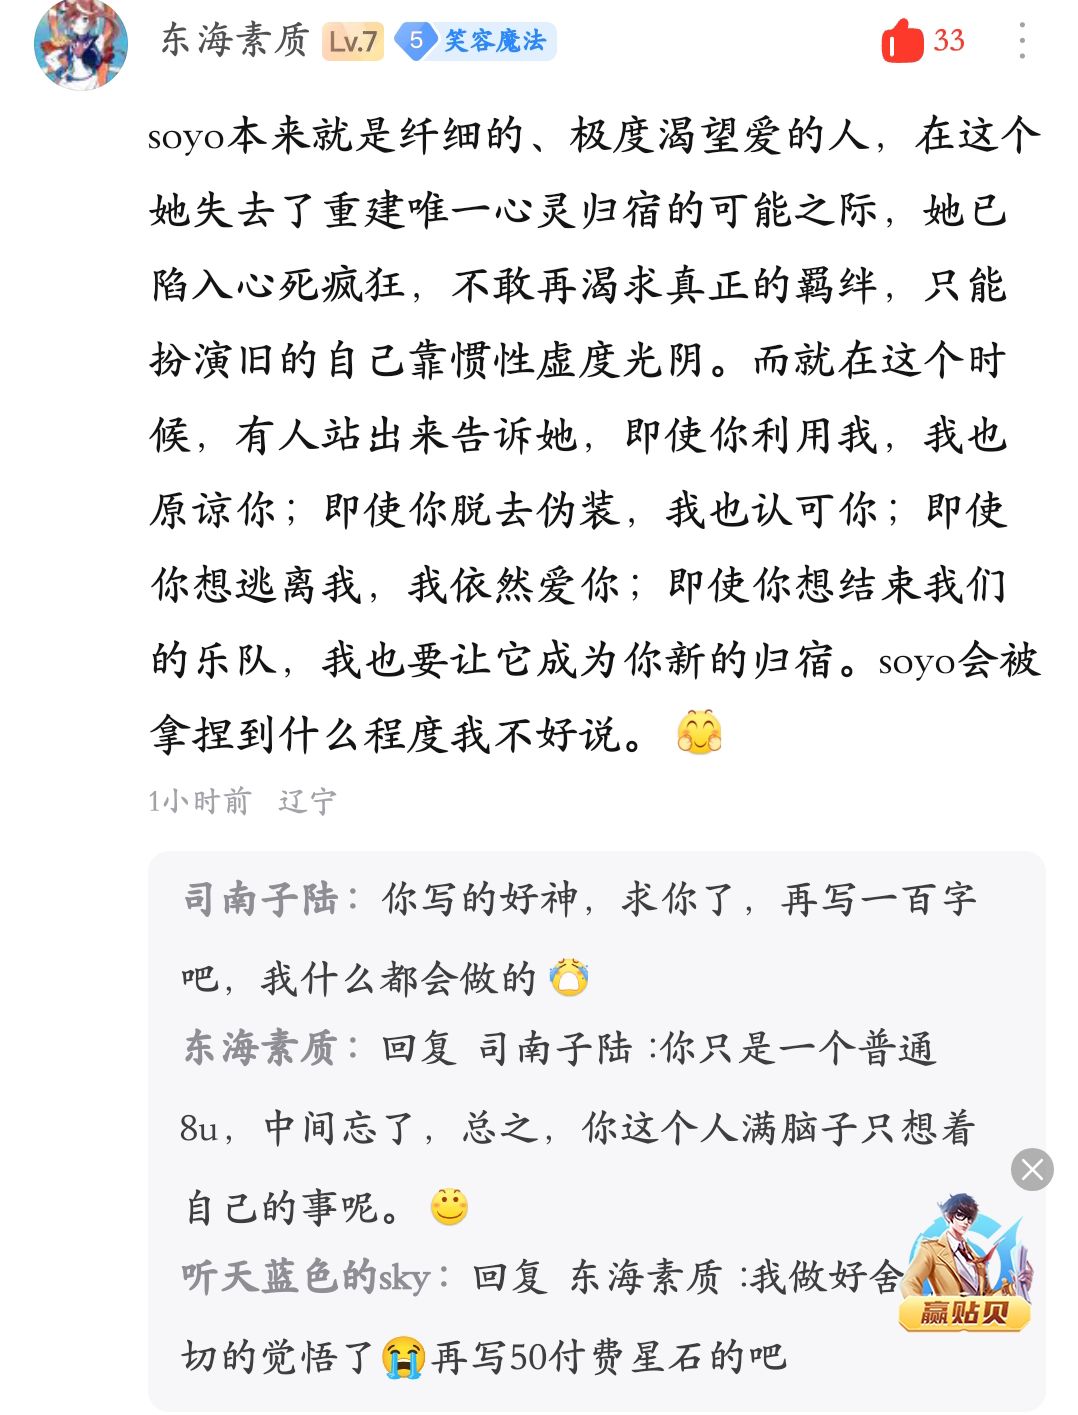 东海素质 Lv.7 5 笑容魔法 33
soyo本来就是纤细的、极度渴望爱的人，在这个
她失去了重建唯一心灵归宿的可能之际，她已
陷入心死疯狂，不敢再渴求真正的羁绊，只能
扮演旧的自己靠惯性虚度光阴。而就在这个时
候，有人站出来告诉她，即使你利用我，我也
原谅你；即使你脱去伪装，我也认可你；即使
你想逃离我，我依然爱你；即使你想结束我们
的乐队，我也要让它成为你新的归宿。soyo会被
拿捏到什么程度我不好说。
1小时前 辽宁
司南子陆：你写的好神，求你了，再写一百字
吧，我什么都会做的
东海素质：回复 司南子陆 :你只是一个普通
8u，中间忘了，总之，你这个人满脑子只想着
自己的事呢。
听天蓝色的sky：回复 东海素质 :我做好舍
切的觉悟了再写50付费星石的吧
赢贴贝